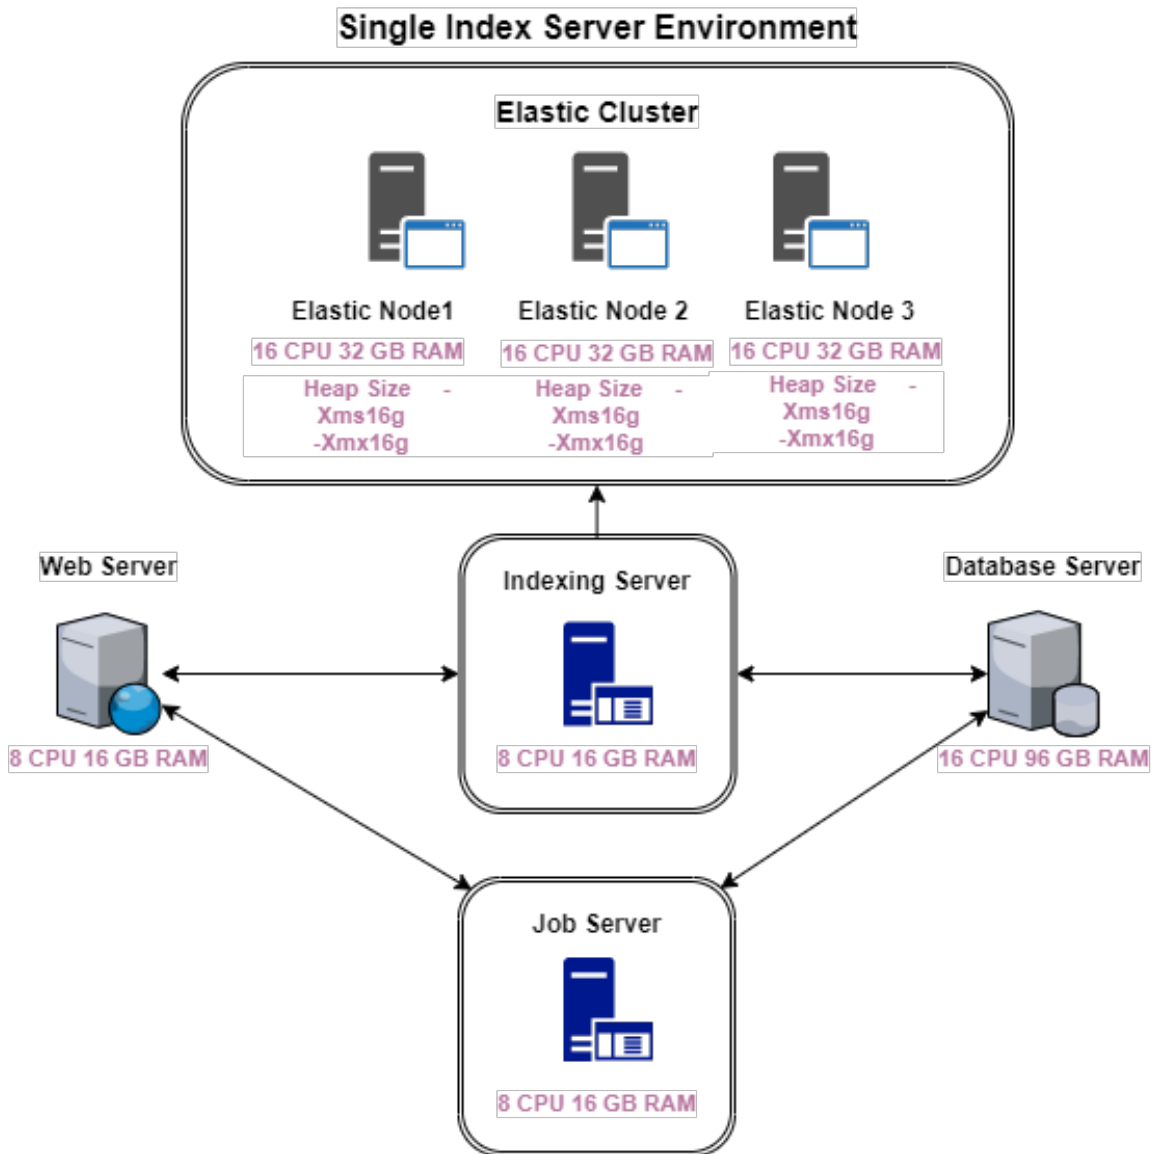 Single Index Server Environment
Elastic Cluster
Elastic Node1
Elastic Node 2
Elastic Node 3
16 CPU 32 GB RAM
16 CPU 32 GB RAM
16 CPU 32 GB RAM
Heap Size -
Xms16g
-Xmx16g
Heap Size -
Xms16g
-Xmx16g
Heap Size -
Xms16g
-Xmx16g
Web Server
8 CPU 16 GB RAM
Indexing Server
8 CPU 16 GB RAM
Database Server
16 CPU 96 GB RAM
Job Server
8 CPU 16 GB RAM